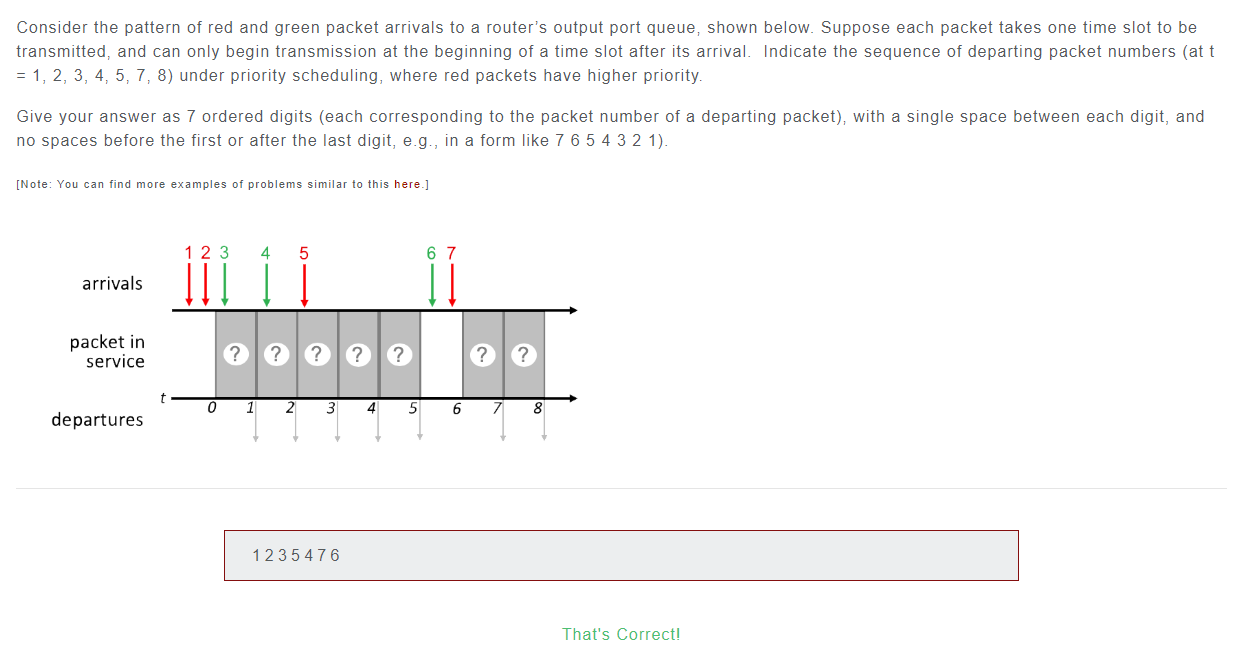 Consider the pattern of red and green packet arrivals to a router’s output port queue, shown below. Suppose each packet takes one time slot to be
transmitted, and can only begin transmission at the beginning of a time slot after its arrival.  Indicate the sequence of departing packet numbers (at t
= 1, 2, 3, 4, 5, 7, 8) under priority scheduling, where red packets have higher priority.
Give your answer as 7 ordered digits (each corresponding to the packet number of a departing packet), with a single space between each digit, and
no spaces before the first or after the last digit, e.g., in a form like 7 6 5 4 3 2 1).
[Note: You can find more examples of problems similar to this here.]
1 2 3 4 5 6 7
arrivals
packet in
service
? ? ? ? ? ? ?
t
0 1 2 3 4 5 6 7 8
departures
1 2 3 5 4 7 6
That's Correct!